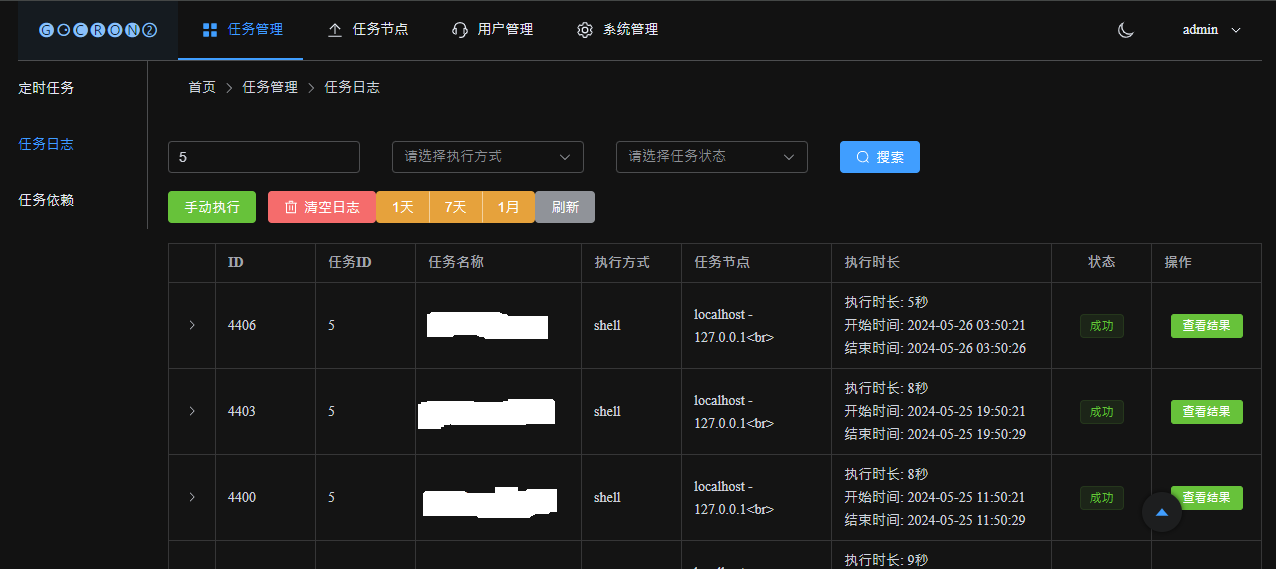 GOCRON2 任务管理 任务节点 用户管理 系统管理 admin
定时任务
任务日志
任务依赖
首页 > 任务管理 > 任务日志
5 请选择执行方式 请选择任务状态 搜索
手动执行 清空日志 1天 7天 1月 刷新
ID 任务ID 任务名称 执行方式 任务节点 执行时长 状态 操作
4406 5 shell localhost - 127.0.0.1<br>
执行时长: 5秒
开始时间: 2024-05-26 03:50:21
结束时间: 2024-05-26 03:50:26
成功 查看结果
4403 5 shell localhost - 127.0.0.1<br>
执行时长: 8秒
开始时间: 2024-05-25 19:50:21
结束时间: 2024-05-25 19:50:29
成功 查看结果
4400 5 shell localhost - 127.0.0.1<br>
执行时长: 8秒
开始时间: 2024-05-25 11:50:21
结束时间: 2024-05-25 11:50:29
成功 查看结果
执行时长: 9秒